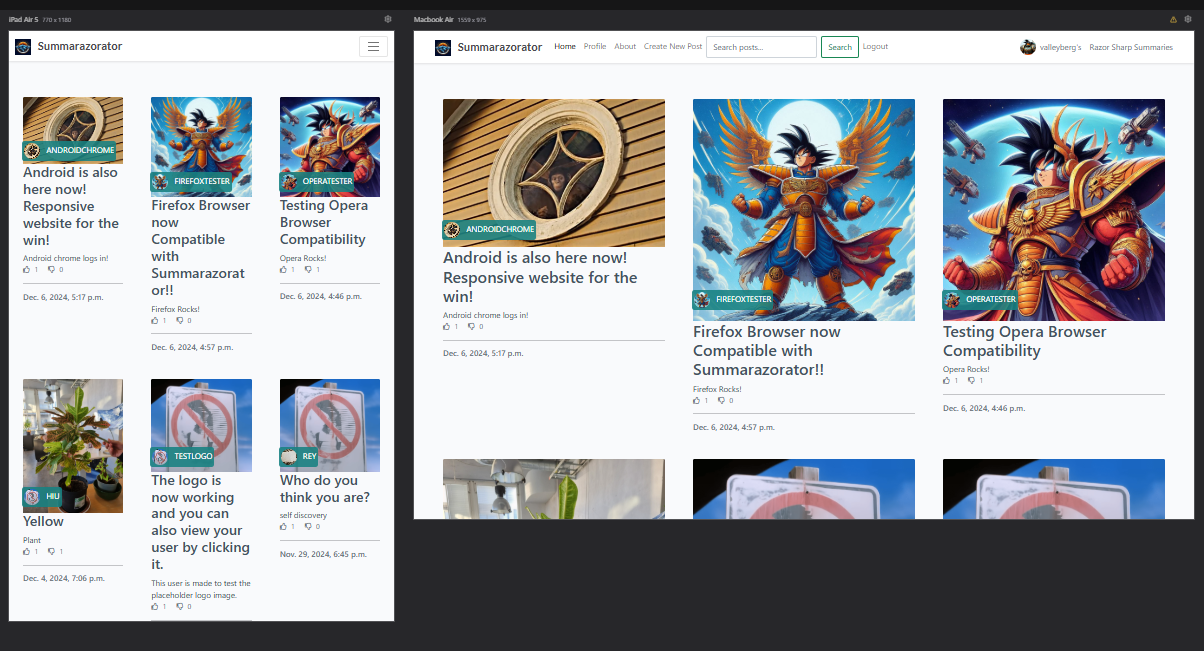 iPad Air 5 770 x 1180
Summarazorator
ANDROIDCHROME
Android is also
here now!
Responsive
website for the
win!
Android chrome logs in!
1 0
Dec. 6, 2024, 5:17 p.m.
FIREFOXTESTER
Firefox Browser
now
Compatible
with
Summarazorat
or!!
Firefox Rocks!
1 0
Dec. 6, 2024, 4:57 p.m.
OPERATESTER
Testing Opera
Browser
Compatibility
Opera Rocks!
1 1
Dec. 6, 2024, 4:46 p.m.
HILI
Yellow
Plant
1 1
Dec. 4, 2024, 7:06 p.m.
TESTLOGO
The logo is
now working
and you can
also view your
user by clicking
it.
This user is made to test the
placeholder logo image.
1 0
REY
Who do you
think you are?
self discovery
1 0
Nov. 29, 2024, 6:45 p.m.
Macbook Air 1559 x 975
Summarazorator Home Profile About Create New Post Search posts... Search Logout valleyberg's Razor Sharp Summaries
ANDROIDCHROME
Android is also here now!
Responsive website for the
win!
Android chrome logs in!
1 0
Dec. 6, 2024, 5:17 p.m.
FIREFOXTESTER
Firefox Browser now
Compatible with
Summarazorator!!
Firefox Rocks!
1 0
Dec. 6, 2024, 4:57 p.m.
OPERATESTER
Testing Opera Browser
Compatibility
Opera Rocks!
1 1
Dec. 6, 2024, 4:46 p.m.